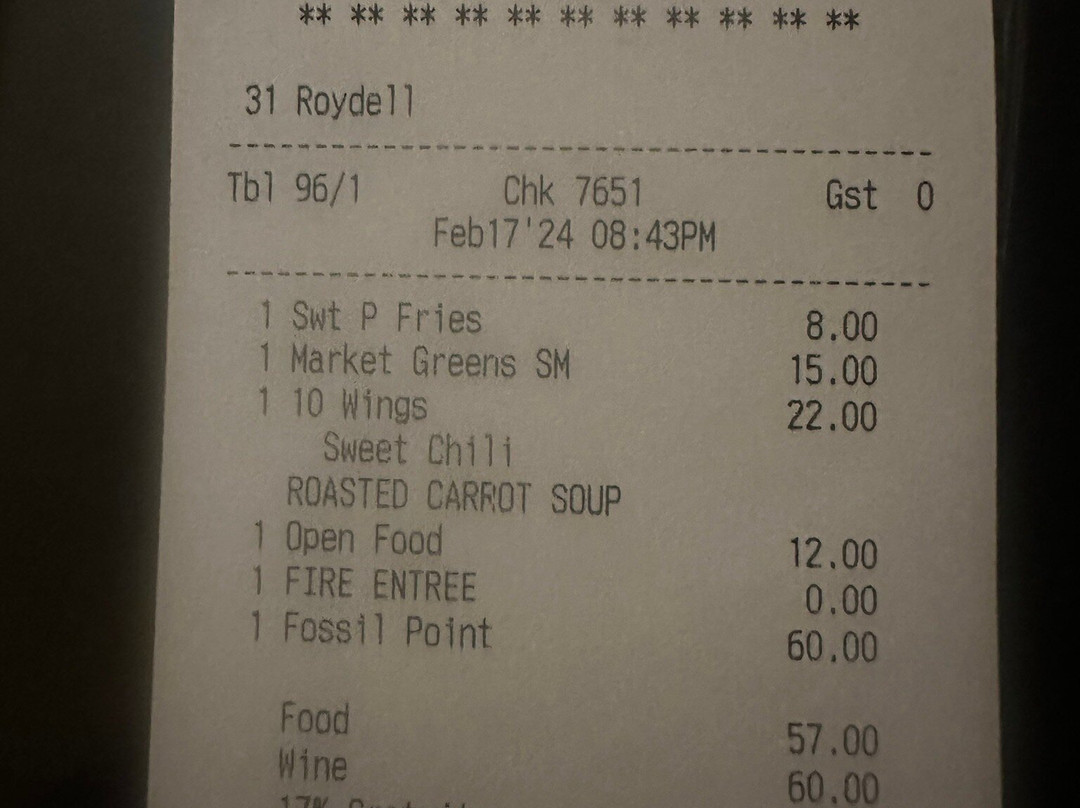 ** ** ** ** ** ** ** ** ** ** **
31 Roydell
----------------------------------------
Tbl 96/1 Chk 7651 Gst 0
Feb17'24 08:43PM
----------------------------------------
1 Swt P Fries 8.00
1 Market Greens SM 15.00
1 10 Wings 22.00
Sweet Chili
ROASTED CARROT SOUP
1 Open Food 12.00
1 FIRE ENTREE 0.00
1 Fossil Point 60.00
Food 57.00
Wine 60.00
17%